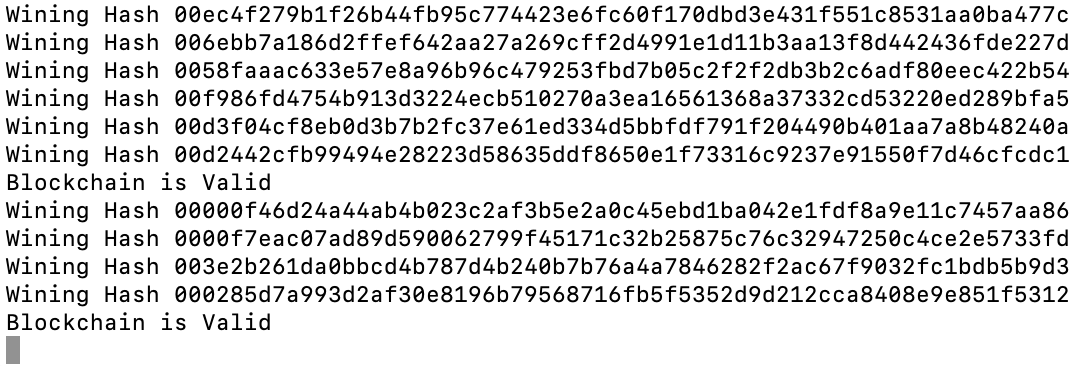 Wining Hash 00ec4f279b1f26b44fb95c774423e6fc60f170dbd3e431f551c8531aa0ba477c
Wining Hash 006ebb7a186d2ffef642aa27a269cff2d4991e1d11b3aa13f8d442436fde227d
Wining Hash 0058faaac633e57e8a96b96c479253fbd7b05c2f2f2db3b2c6adf80eec422b54
Wining Hash 00f986fd4754b913d3224ecb510270a3ea16561368a37332cd53220ed289bfa5
Wining Hash 00d3f04cf8eb0d3b7b2fc37e61ed334d5bbfdf791f204490b401aa7a8b48240a
Wining Hash 00d2442cfb99494e28223d58635ddf8650e1f73316c9237e91550f7d46cfcdc1
Blockchain is Valid
Wining Hash 00000f46d24a44ab4b023c2af3b5e2a0c45ebd1ba042e1fdf8a9e11c7457aa86
Wining Hash 0000f7eac07ad89d590062799f45171c32b25875c76c32947250c4ce2e5733fd
Wining Hash 003e2b261da0bbcd4b787d4b240b7b76a4a7846282f2ac67f9032fc1bdb5b9d3
Wining Hash 000285d7a993d2af30e8196b79568716fb5f5352d9d212cca8408e9e851f5312
Blockchain is Valid